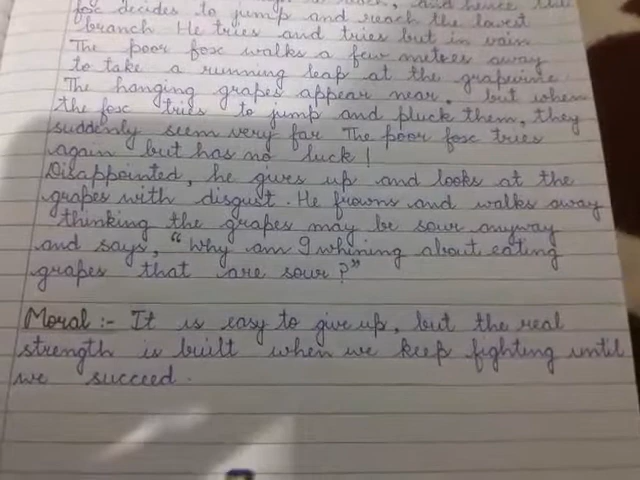 and hence the
fox decides to jump and reach the lowest
branch He tries and tries but in vain
The poor fox walks a few meters away
to take a running leap at the grapevine
The hanging grapes appear near, but when
the fox tries to jump and pluck them, they
suddenly seem very far The poor fox tries
again but has no luck!
Disappointed, he gives up and looks at the
grapes with disgust. He frowns and walks away
thinking the grapes may be sour anyway
and says, "Why am I whining about eating
grapes that are sour?"
Moral :- It is easy to give up, but the real
strength is built when we keep fighting until
we succeed.